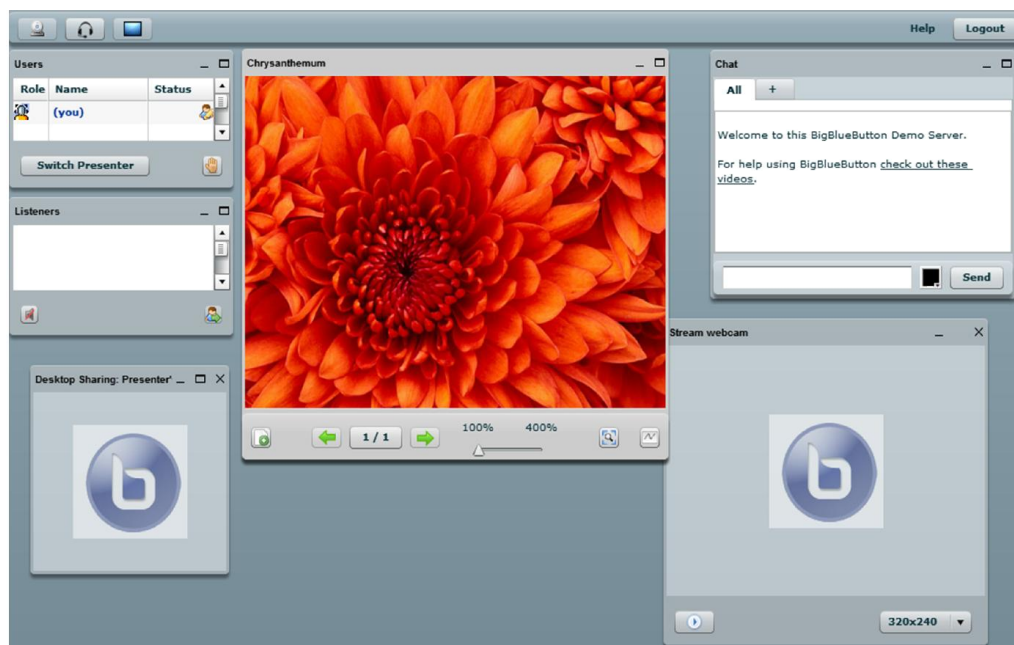 Help Logout
Users
Role Name Status
(you)
Switch Presenter
Listeners
Desktop Sharing: Presenter'
Chrysanthemum
1 / 1
100% 400%
Chat
All +
Welcome to this BigBlueButton Demo Server.
For help using BigBlueButton check out these
videos.
Send
Stream webcam
320x240